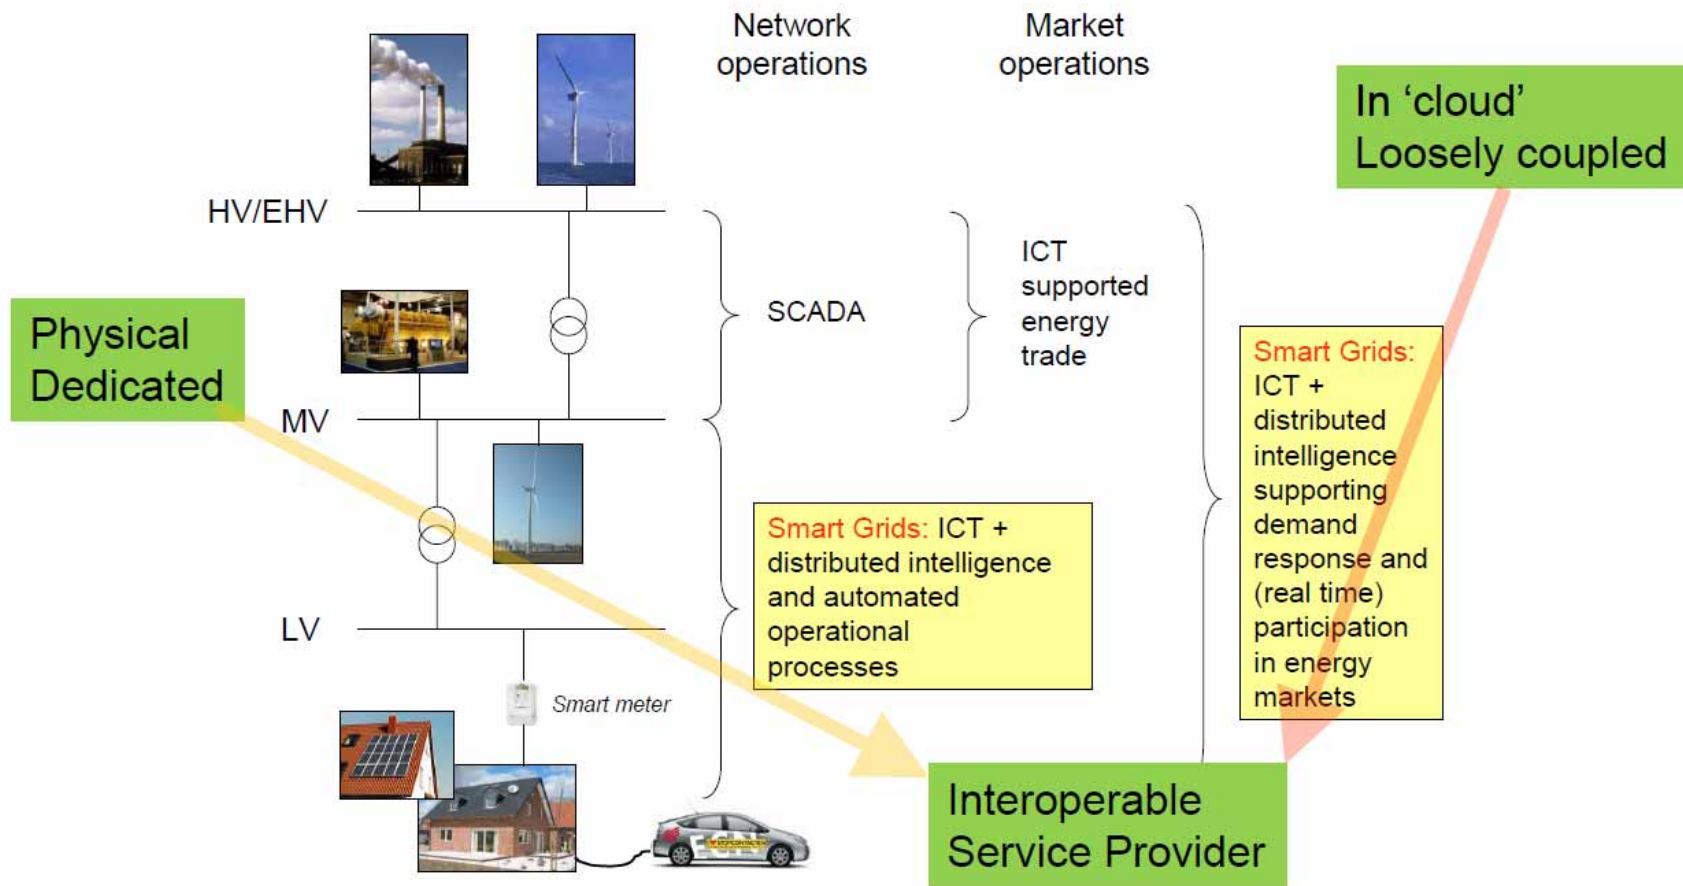 Network
operations
Market
operations
In ‘cloud’
Loosely coupled
HV/EHV
ICT
supported
energy
trade
SCADA
Physical
Dedicated
MV
Smart Grids:
ICT +
distributed
intelligence
supporting
demand
response and
(real time)
participation
in energy
markets
Smart Grids: ICT +
distributed intelligence
and automated
operational
processes
LV
Smart meter
Interoperable
Service Provider